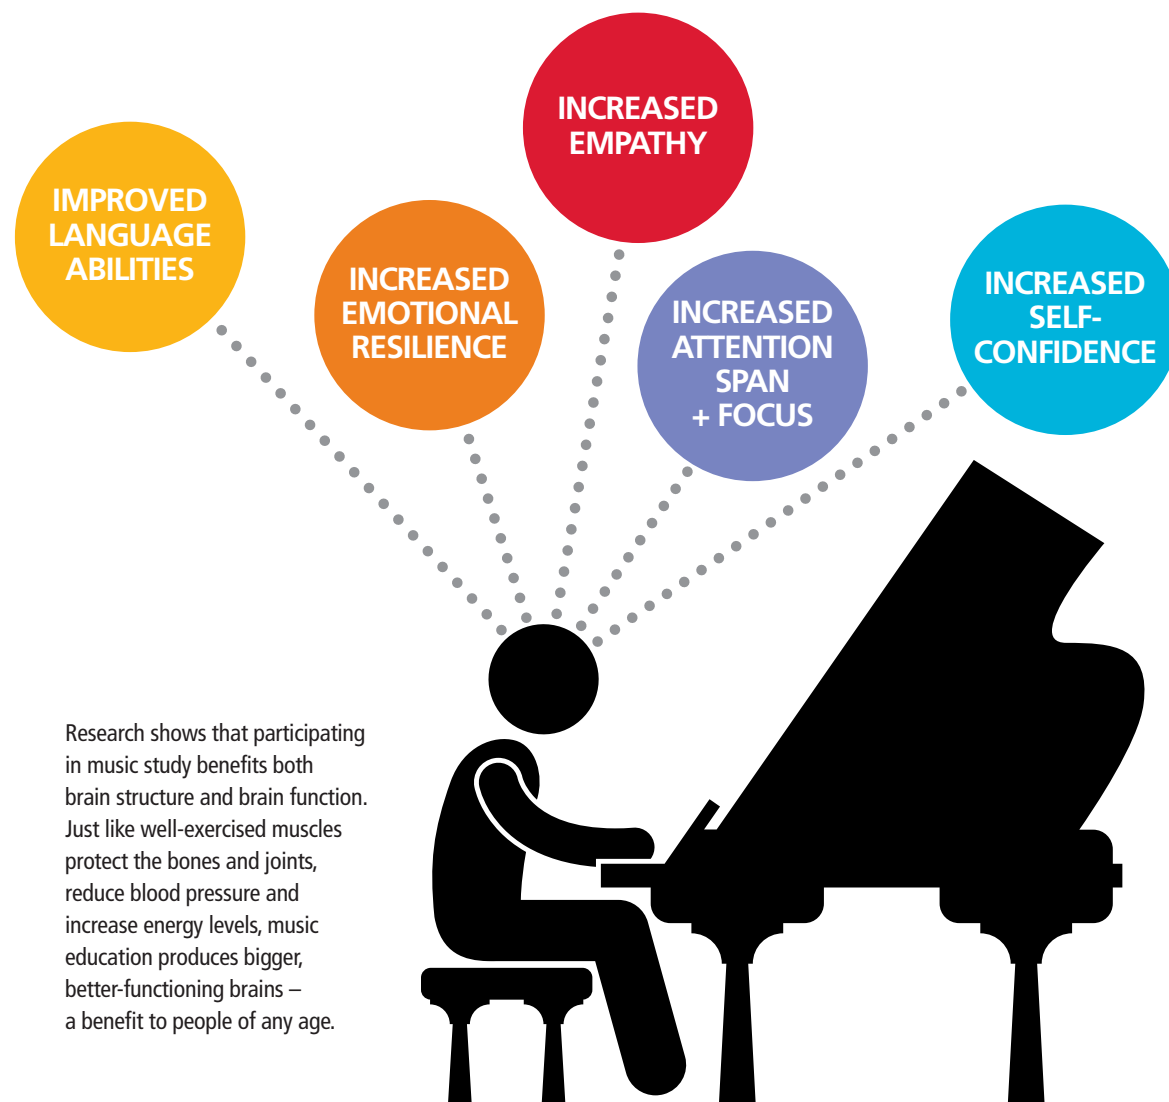 IMPROVED
LANGUAGE
ABILITIES
INCREASED
EMOTIONAL
RESILIENCE
INCREASED
EMPATHY
INCREASED
ATTENTION
SPAN
+ FOCUS
INCREASED
SELF-
CONFIDENCE
Research shows that participating
in music study benefits both
brain structure and brain function.
Just like well-exercised muscles
protect the bones and joints,
reduce blood pressure and
increase energy levels, music
education produces bigger,
better-functioning brains –
a benefit to people of any age.